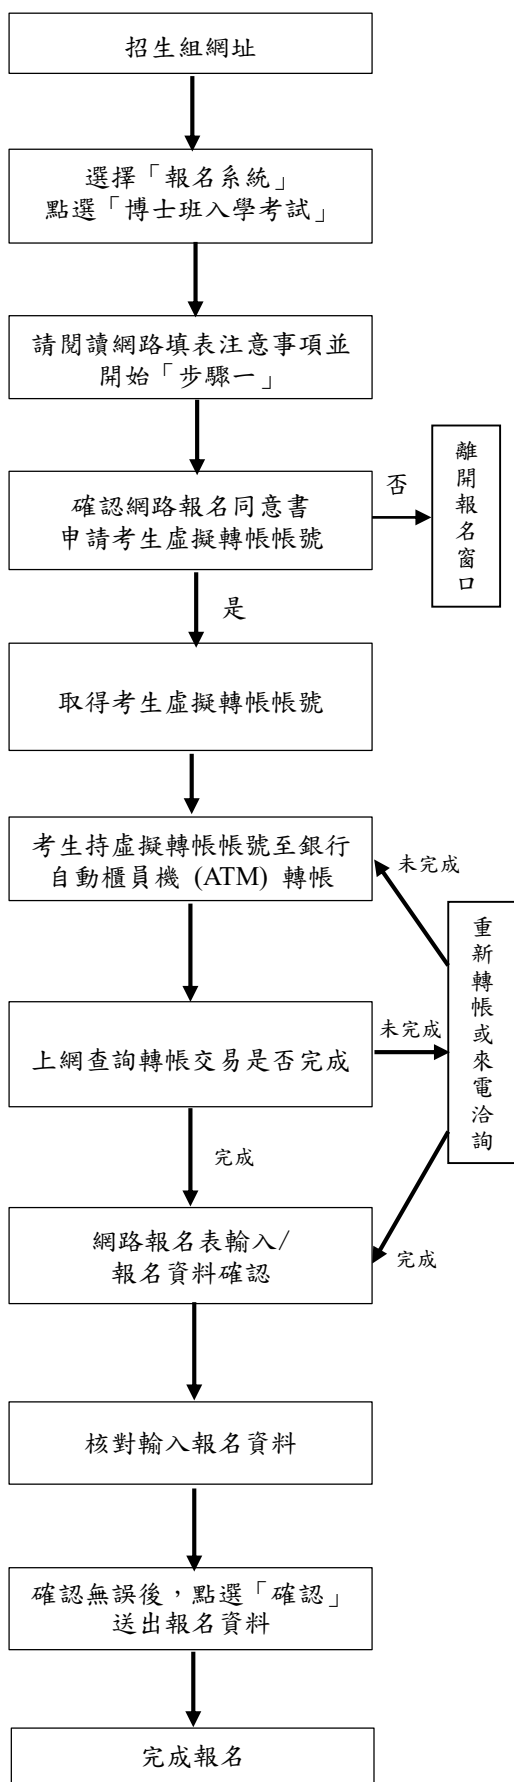 招生組網址
選擇「報名系統」
點選「博士班入學考試」
請閱讀網路填表注意事項並
開始「步驟一」
確認網路報名同意書
申請考生虛擬轉帳帳號
否
離開報名窗口
是
取得考生虛擬轉帳帳號
考生持虛擬轉帳帳號至銀行
自動櫃員機 (ATM) 轉帳
未完成
上網查詢轉帳交易是否完成
未完成
重新轉帳或來電洽詢
完成
網路報名表輸入/
報名資料確認
完成
核對輸入報名資料
確認無誤後，點選「確認」
送出報名資料
完成報名